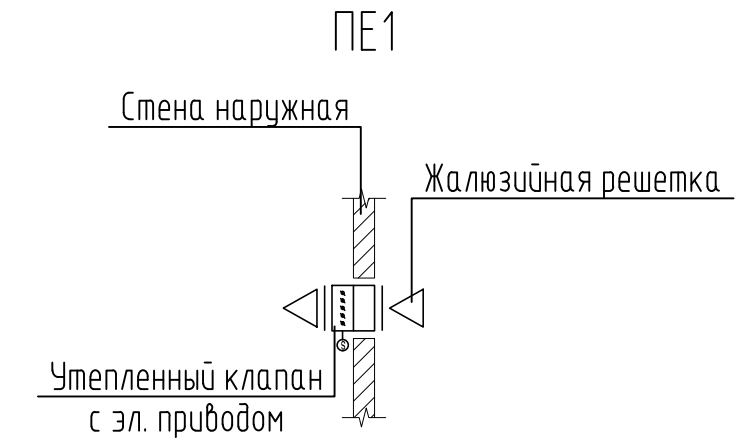 ПЕ1
Стена наружная
Жалюзийная решетка
S
Утепленный клапан
с эл. приводом